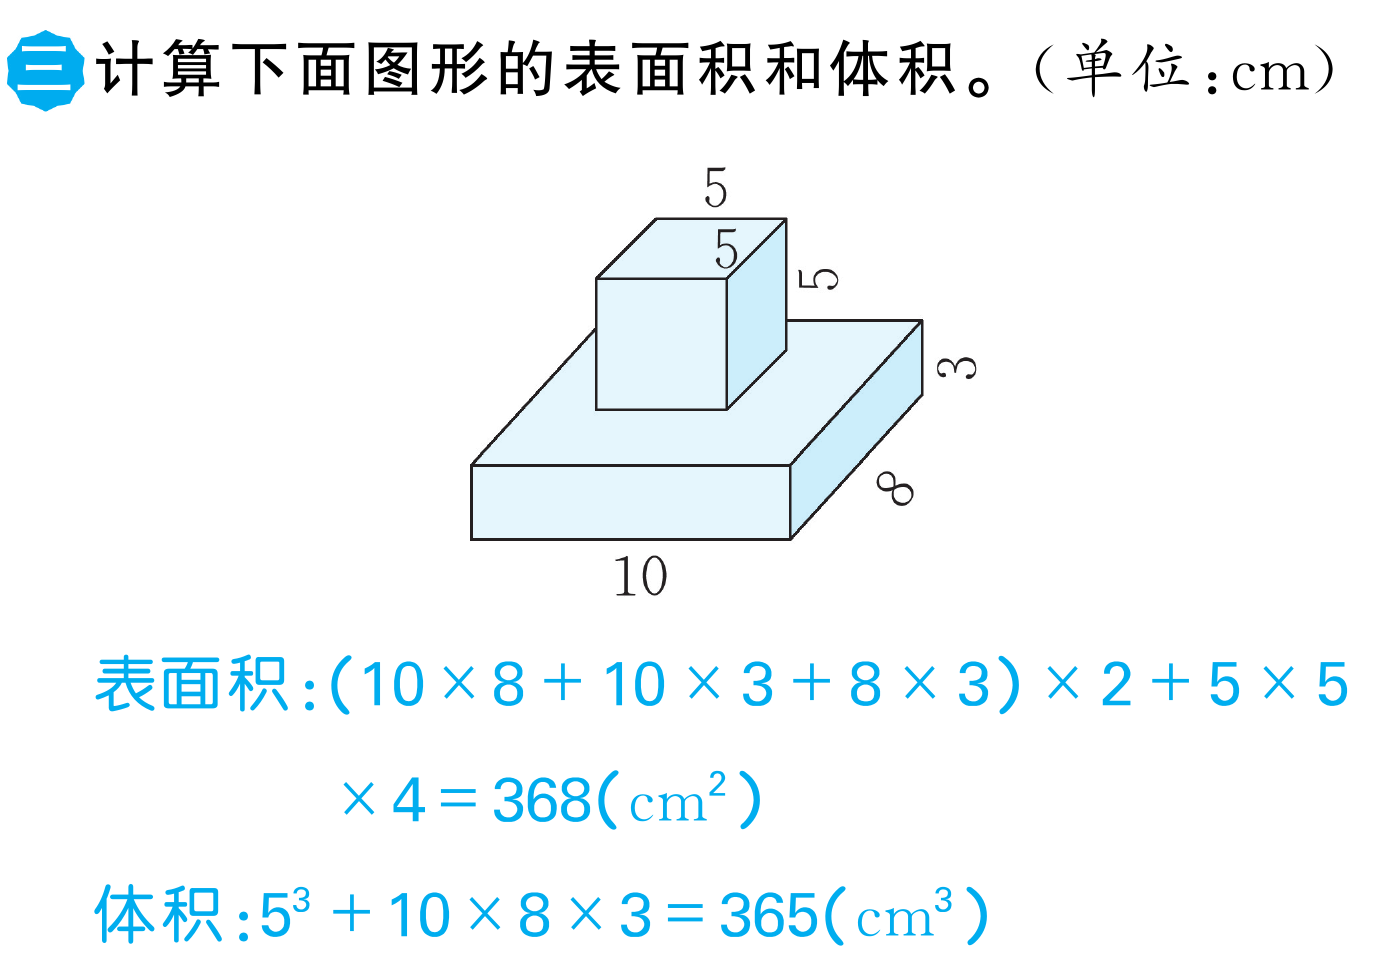 三 计算下面图形的表面积和体积。(单位:cm)
5
5
5
3
8
10
表面积:(10×8+10×3+8×3)×2+5×5
×4=368(cm²)
体积:5³+10×8×3=365(cm³)